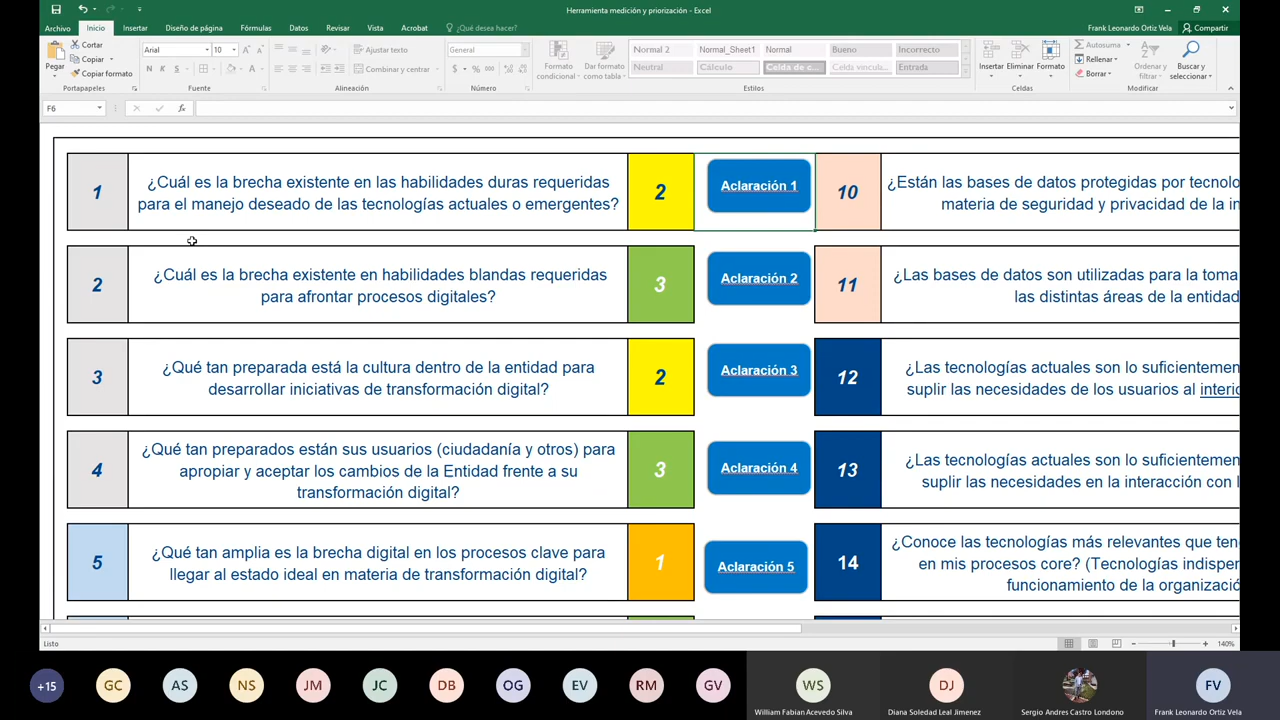 Herramienta medición y priorización - Excel
Archivo Inicio Insertar Diseño de página Fórmulas Datos Revisar Vista Acrobat ¿Qué desea hacer? Frank Leonardo Ortiz Vela Compartir
Pegar
Cortar
Copiar
Copiar formato
Portapapeles
Arial 10
N K S
Fuente
Ajustar texto
Combinar y centrar
Alineación
General
$ % 000
Número
Formato condicional
Dar formato como tabla
Normal 2 Normal_Sheet1 Normal Bueno Incorrecto
Neutral Cálculo Celda de c... Celda vincula... Entrada
Estilos
Insertar Eliminar Formato
Celdas
Autosuma
Rellenar
Borrar
Ordenar y filtrar
Buscar y seleccionar
Modificar
F6
fx
1
¿Cuál es la brecha existente en las habilidades duras requeridas
para el manejo deseado de las tecnologías actuales o emergentes?
2
Aclaración 1
10
¿Están las bases de datos protegidas por tecnolo
materia de seguridad y privacidad de la in
2
¿Cuál es la brecha existente en habilidades blandas requeridas
para afrontar procesos digitales?
3
Aclaración 2
11
¿Las bases de datos son utilizadas para la toma
las distintas áreas de la entidad
3
¿Qué tan preparada está la cultura dentro de la entidad para
desarrollar iniciativas de transformación digital?
2
Aclaración 3
12
¿Las tecnologías actuales son lo suficientemen
suplir las necesidades de los usuarios al interio
4
¿Qué tan preparados están sus usuarios (ciudadanía y otros) para
apropiar y aceptar los cambios de la Entidad frente a su
transformación digital?
3
Aclaración 4
13
¿Las tecnologías actuales son lo suficientemen
suplir las necesidades en la interacción con l
5
¿Qué tan amplia es la brecha digital en los procesos clave para
llegar al estado ideal en materia de transformación digital?
1
Aclaración 5
14
¿Conoce las tecnologías más relevantes que ten
en mis procesos core? (Tecnologías indispen
funcionamiento de la organizació
Listo
140%
+15 GC AS NS JM JC DB OG EV RM GV WS DJ FV
William Fabian Acevedo Silva Diana Soledad Leal Jimenez Sergio Andres Castro Londono Frank Leonardo Ortiz Vela